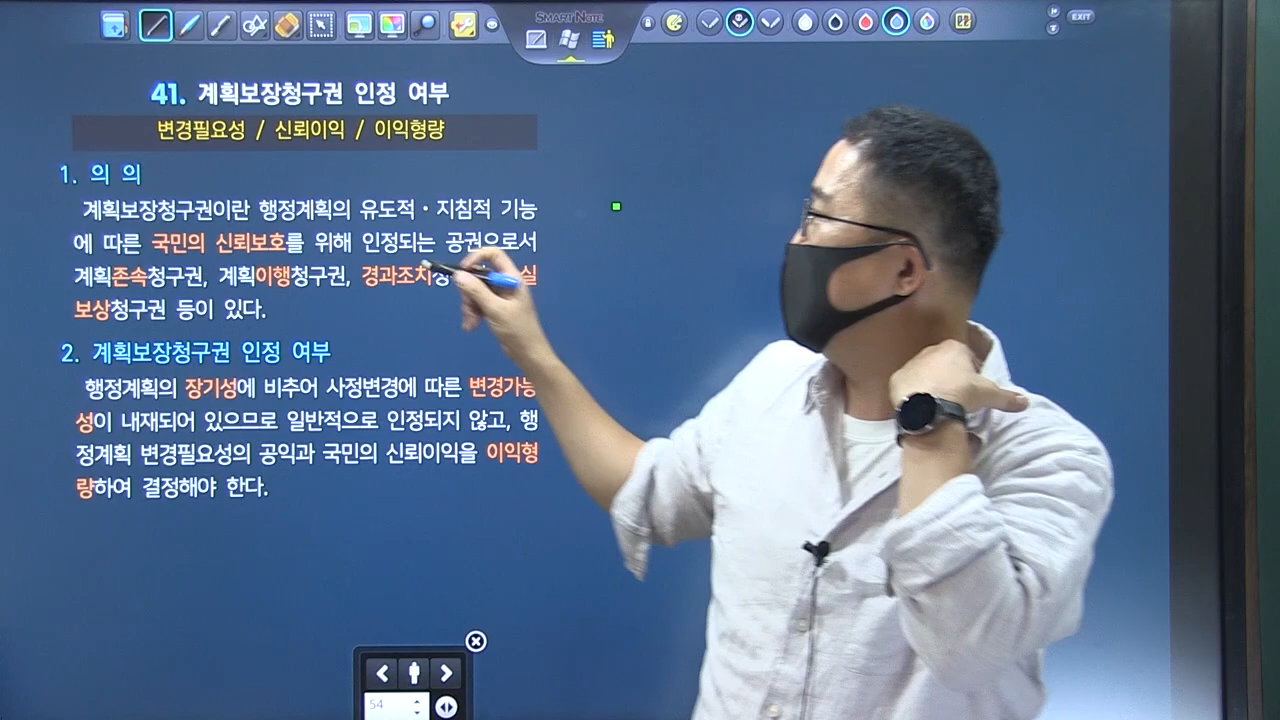 SMART NOTE
EXIT
41. 계획보장청구권 인정 여부
변경필요성 / 신뢰이익 / 이익형량
1. 의 의
계획보장청구권이란 행정계획의 유도적·지침적 기능
에 따른 국민의 신뢰보호를 위해 인정되는 공권으로서
계획존속청구권, 계획이행청구권, 경과조치청 실
보상청구권 등이 있다.
2. 계획보장청구권 인정 여부
행정계획의 장기성에 비추어 사정변경에 따른 변경가능
성이 내재되어 있으므로 일반적으로 인정되지 않고, 행
정계획 변경필요성의 공익과 국민의 신뢰이익을 이익형
량하여 결정해야 한다.
54